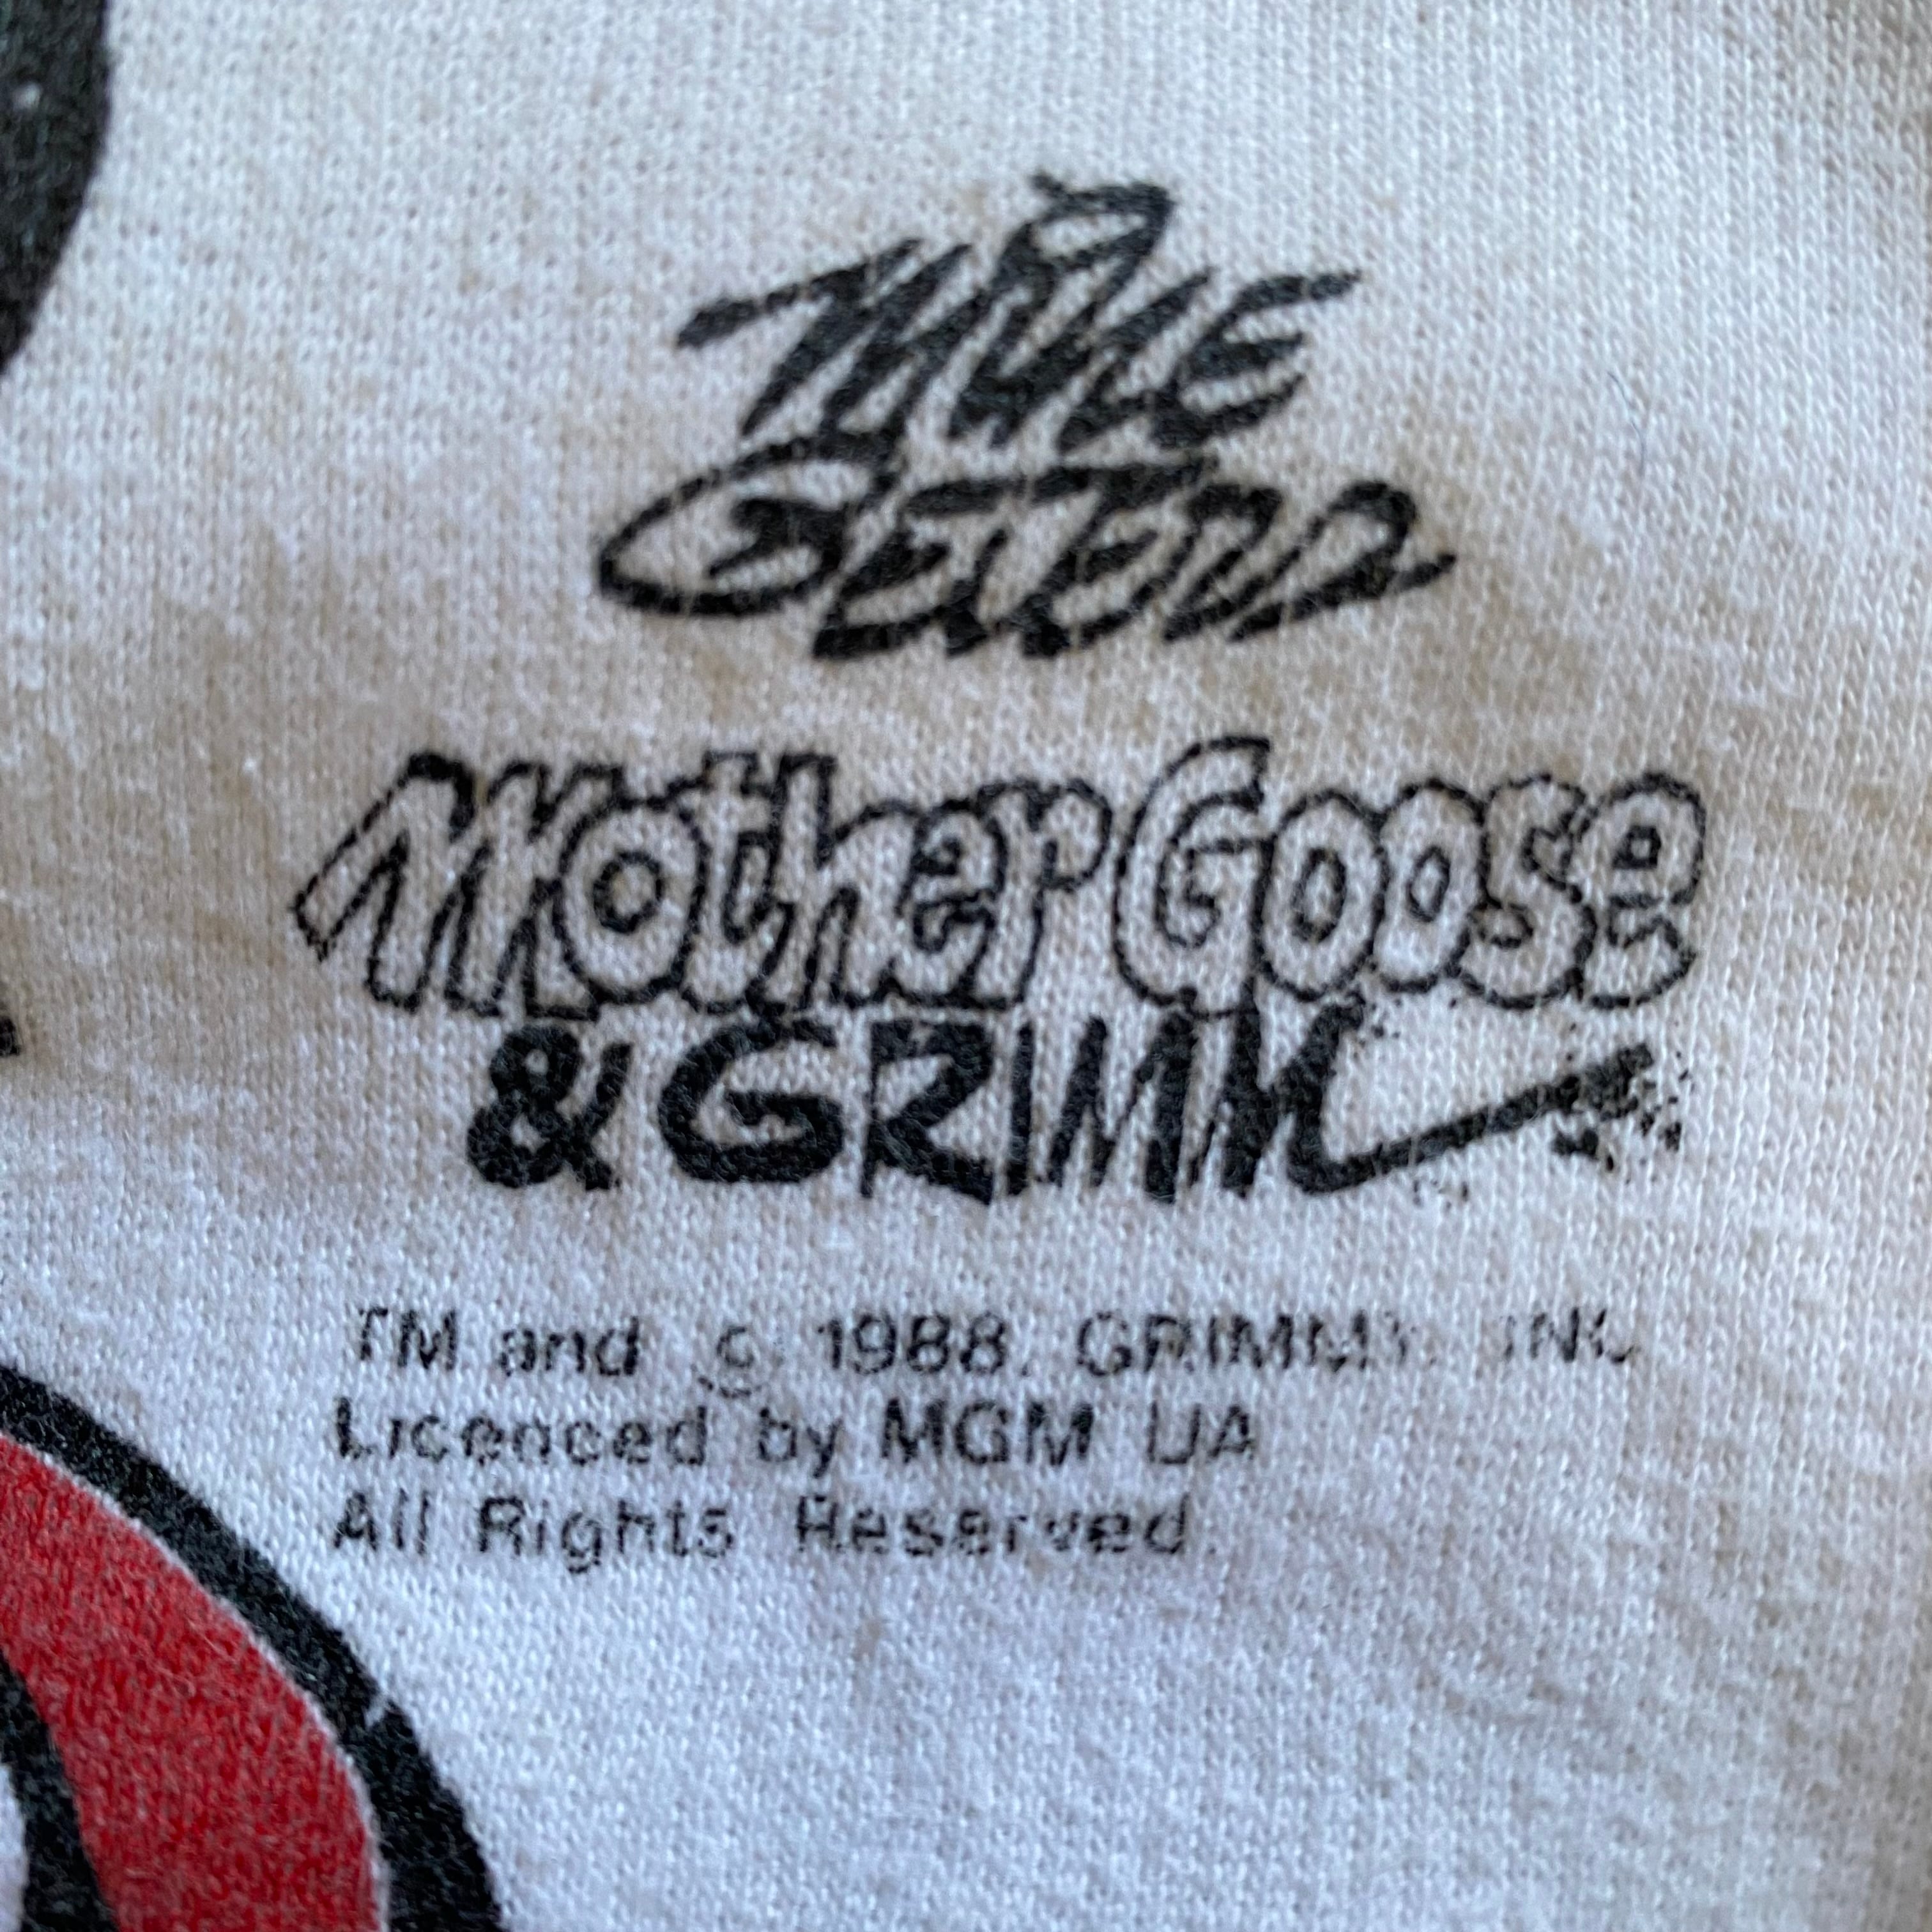 MIKE
PETERS
Mother Goose
& GRIMM
TM and © 1988, GRIMMY, INC
Licenced by MGM UA
All Rights Reserved.